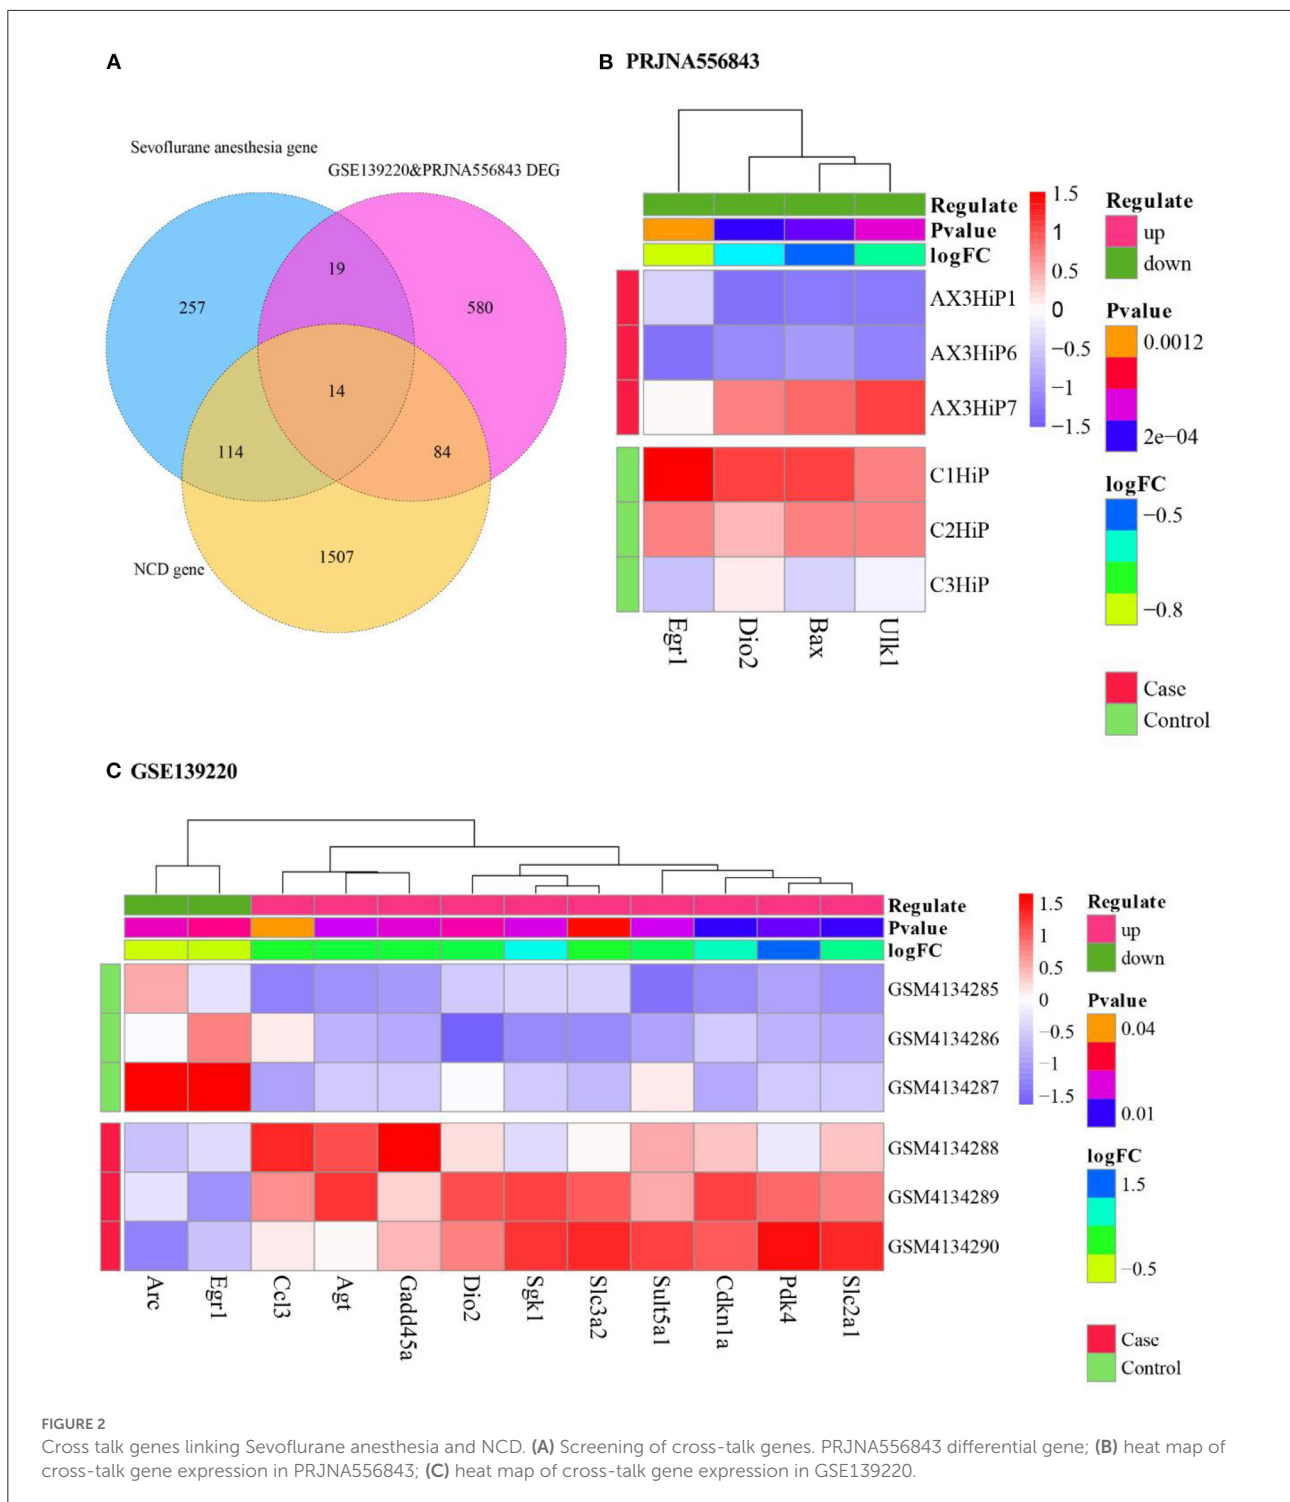 A
Sevoflurane anesthesia gene
GSE139220&PRJNA556843 DEG
19
257
580
14
114
84
1507
NCD gene
B PRJNA556843
Regulate
Pvalue
logFC
AX3HiP1
AX3HiP6
AX3HiP7
C1HiP
C2HiP
C3HiP
Egr1
Dio2
Bax
Ulk1
1.5
1
0.5
0
−0.5
−1
−1.5
Regulate
up
down
Pvalue
0.0012
2e−04
logFC
−0.5
−0.8
Case
Control
C GSE139220
Regulate
Pvalue
logFC
GSM4134285
GSM4134286
GSM4134287
GSM4134288
GSM4134289
GSM4134290
Arc
Egr1
Ccl3
Agt
Gadd45a
Dio2
Sgk1
Slc3a2
Sult5a1
Cdkn1a
Pdk4
Slc2a1
1.5
1
0.5
0
−0.5
−1
−1.5
Regulate
up
down
Pvalue
0.04
0.01
logFC
1.5
−0.5
Case
Control
FIGURE 2
Cross talk genes linking Sevoflurane anesthesia and NCD. (A) Screening of cross-talk genes. PRJNA556843 differential gene; (B) heat map of
cross-talk gene expression in PRJNA556843; (C) heat map of cross-talk gene expression in GSE139220.